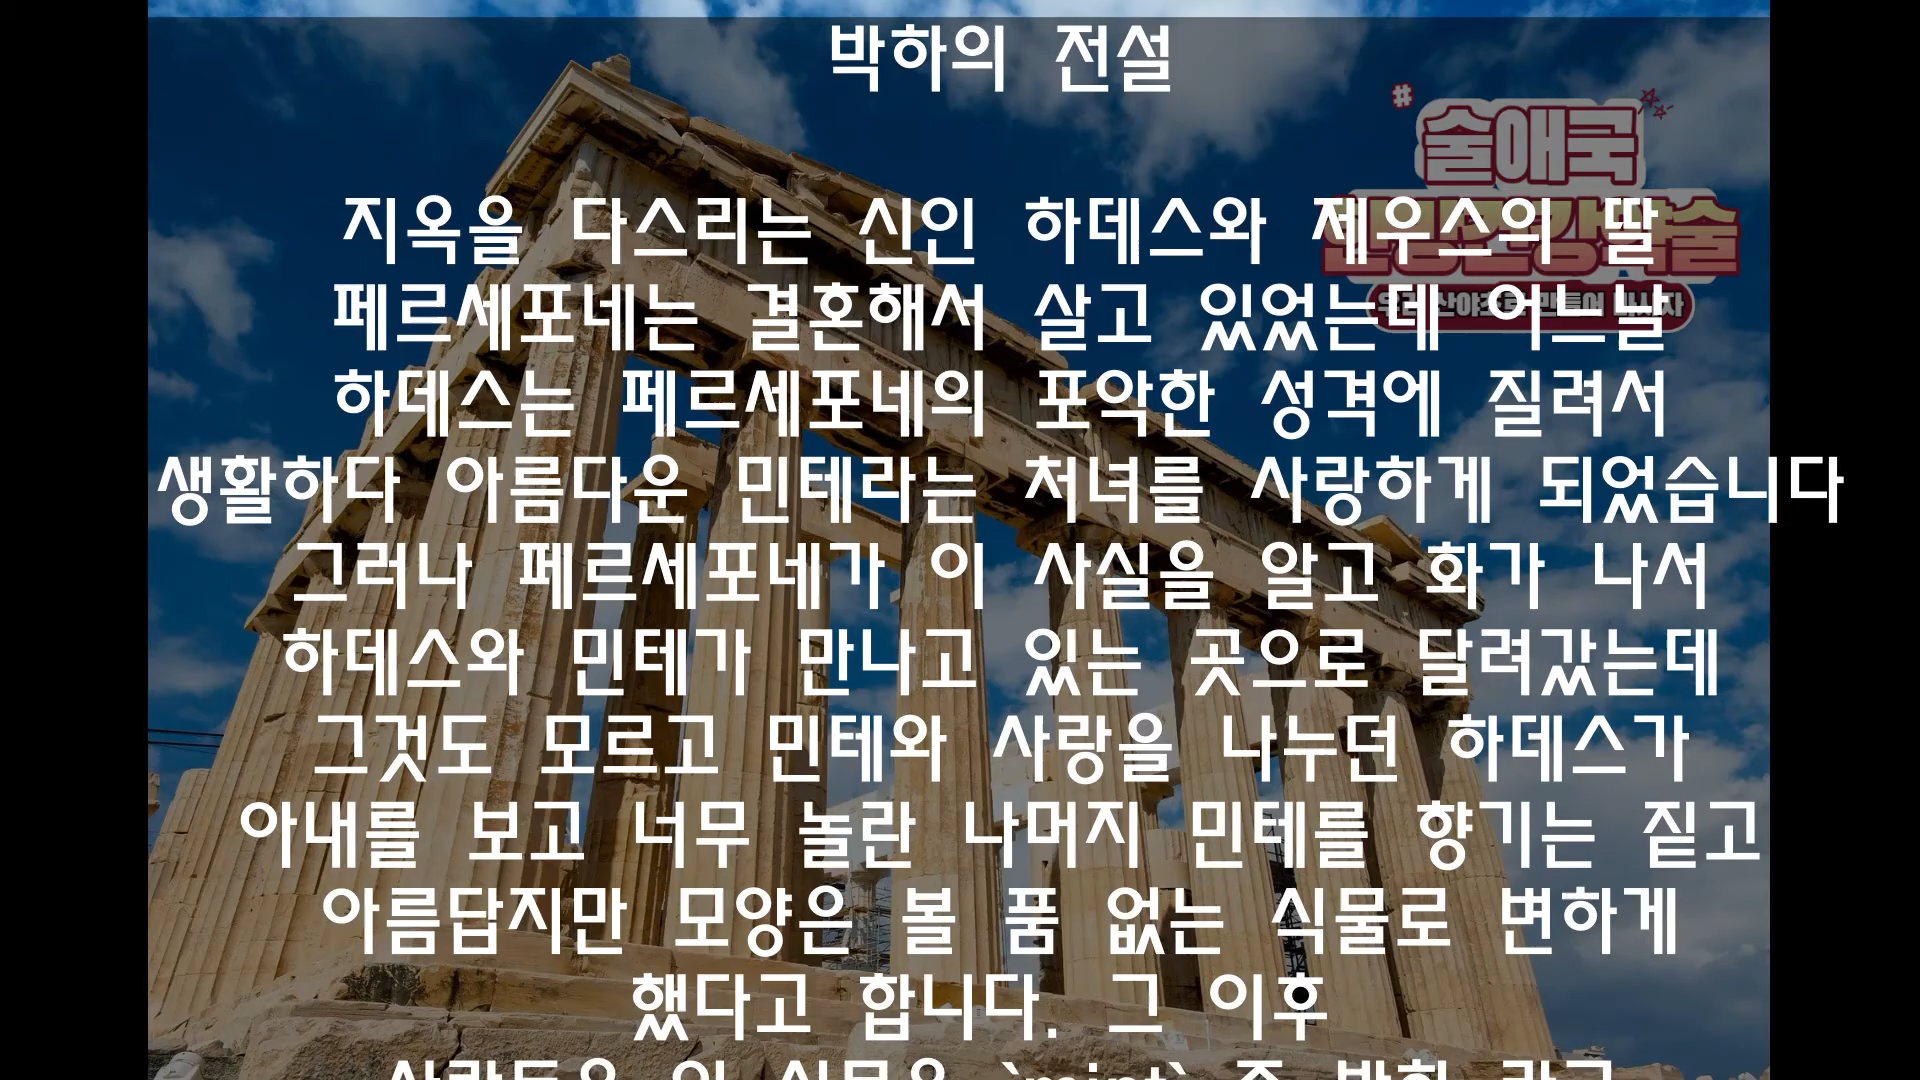 박하의 전설
#
술애국
지옥을 다스리는 신인 하데스와 제우스의 딸
페르세포네는 결혼해서 살고 있었는데 어느날
하데스는 페르세포네의 포악한 성격에 질려서
생활하다 아름다운 민테라는 처녀를 사랑하게 되었습니다
그러나 페르세포네가 이 사실을 알고 화가 나서
하데스와 민테가 만나고 있는 곳으로 달려갔는데
그것도 모르고 민테와 사랑을 나누던 하데스가
아내를 보고 너무 놀란 나머지 민테를 향기는 짙고
아름답지만 모양은 볼 품 없는 식물로 변하게
했다고 합니다. 그 이후